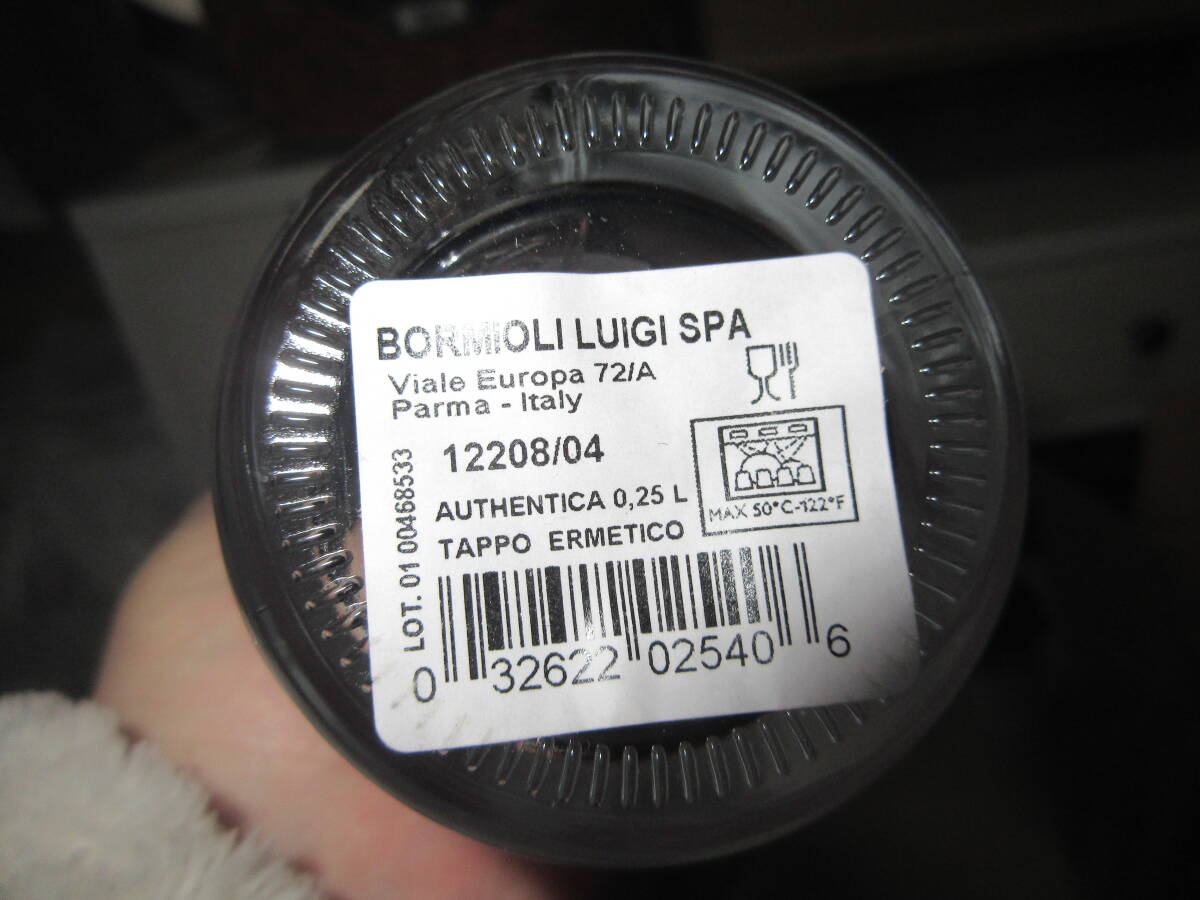 BORMIOLI LUIGI SPA
Viale Europa 72/A
Parma - Italy
12208/04
AUTHENTICA 0,25 L
TAPPO ERMETICO
MAX 50°C-122°F
LOT. 01 00468533
0 32622 02540 6